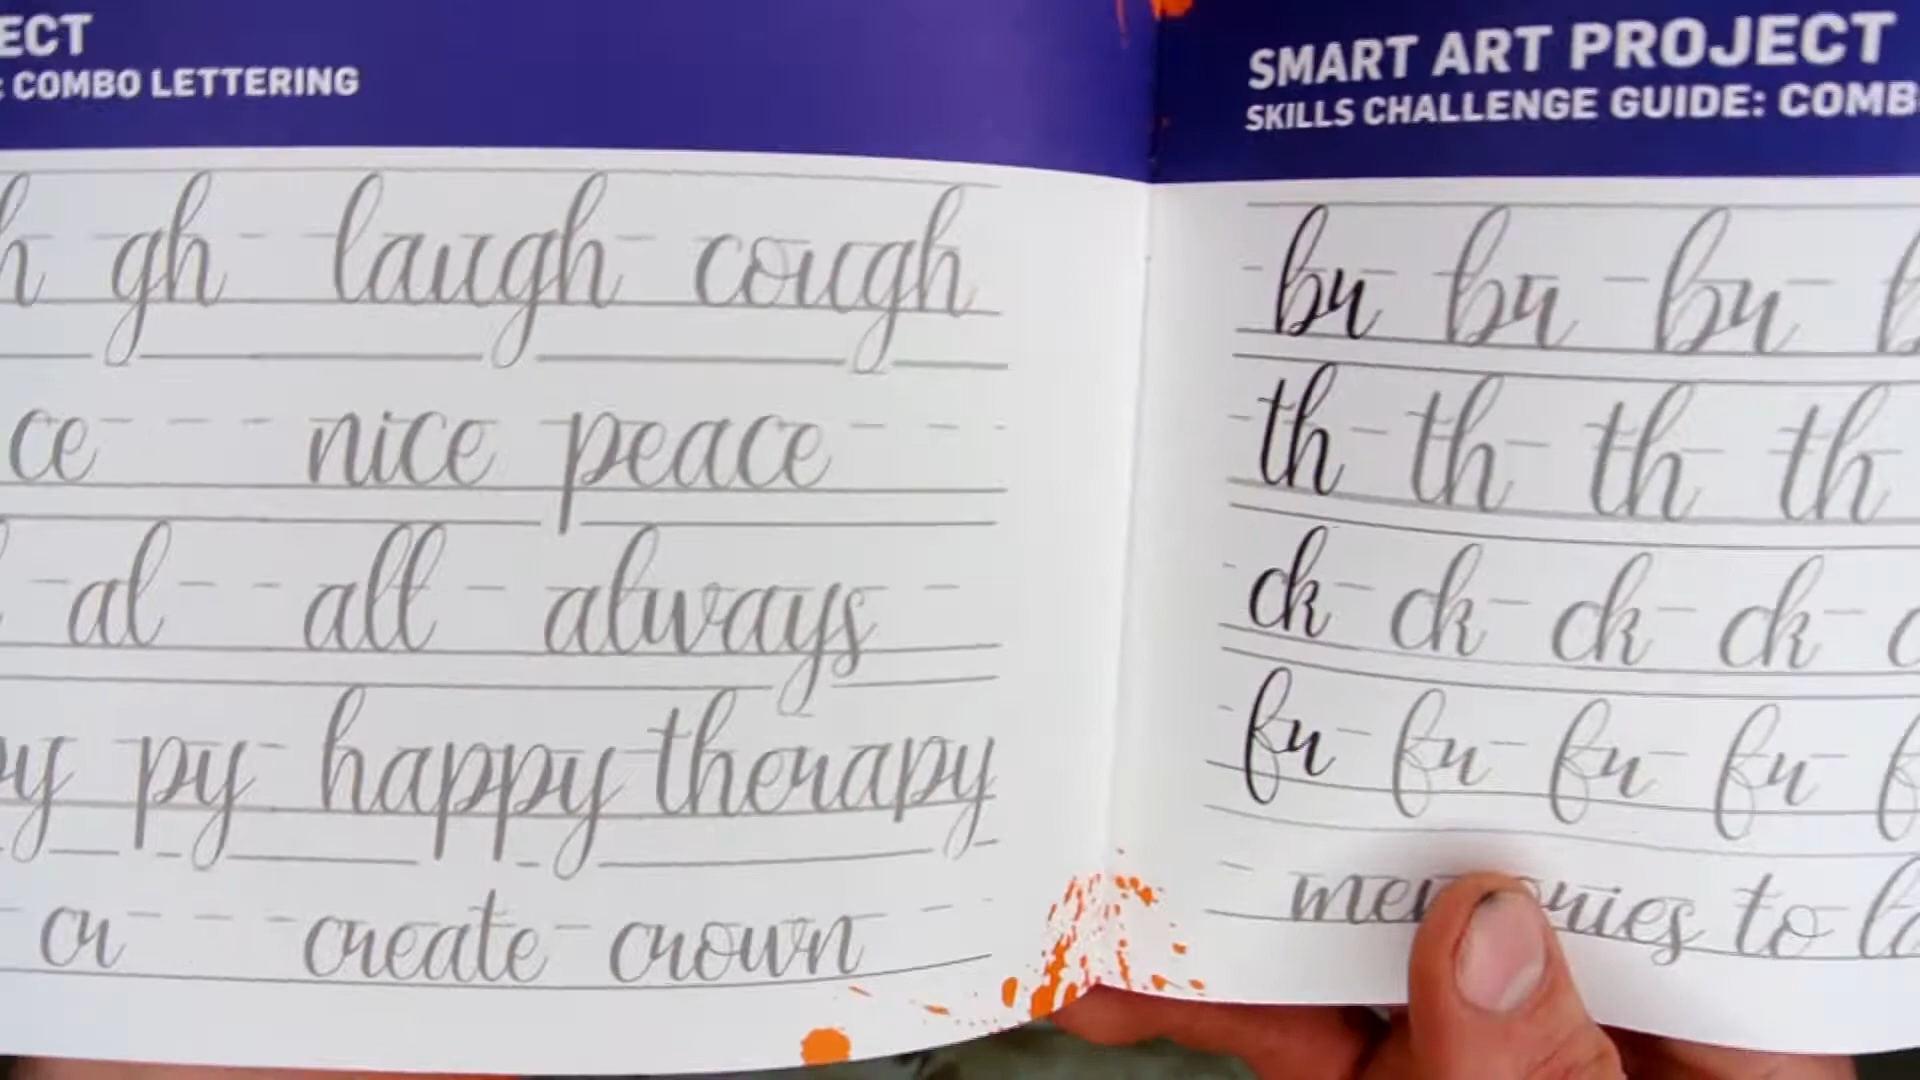 ECT
: COMBO LETTERING
h gh laugh cough
ce nice peace
al all always
py py happy therapy
cr create crown
SMART ART PROJECT
SKILLS CHALLENGE GUIDE: COMB
br br br b
th th th th
ck ck ck ck c
fr fr fr fr f
to